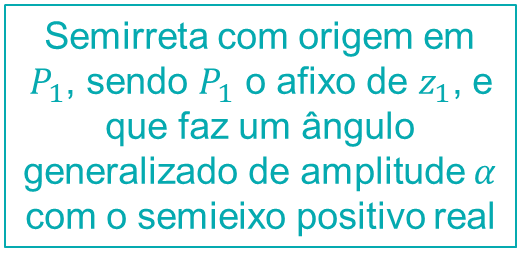 Semirreta com origem em
𝑃₁, sendo 𝑃₁ o afixo de 𝑧₁, e
que faz um ângulo
generalizado de amplitude 𝛼
com o semieixo positivo real